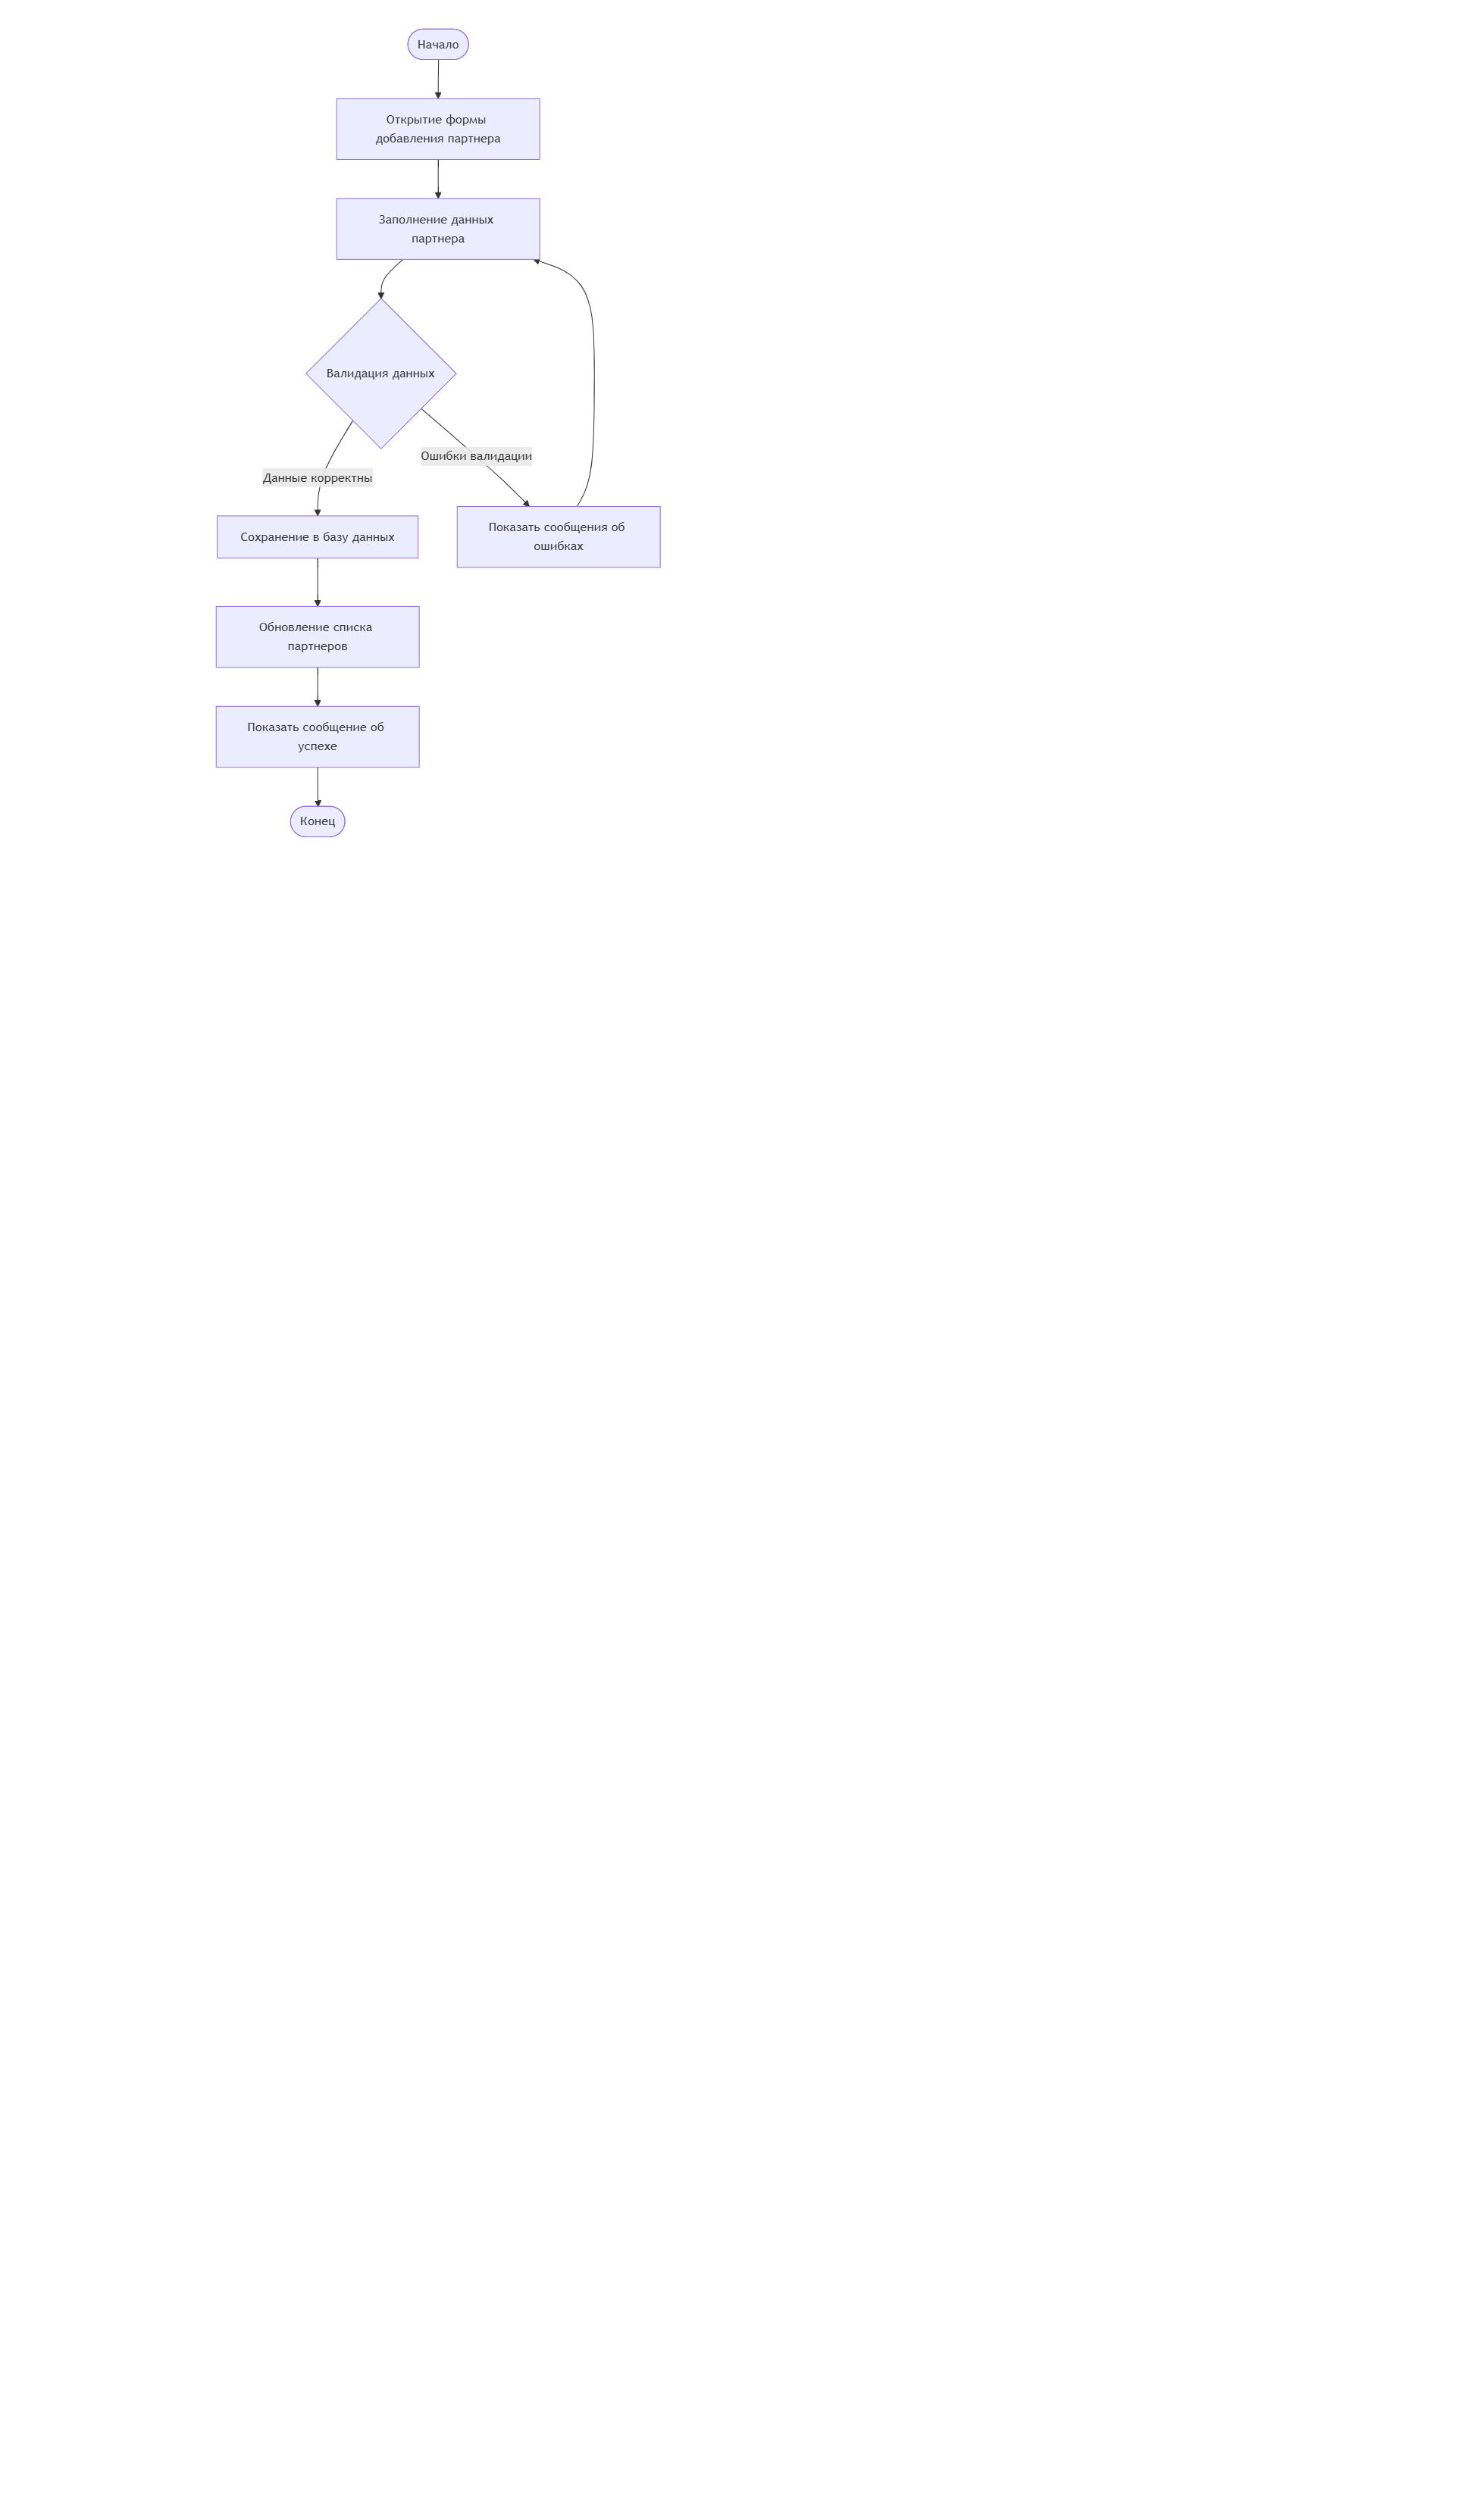 Начало
Открытие формы
добавления партнера
Заполнение данных
партнера
Валидация данных
Ошибки валидации
Данные корректны
Сохранение в базу данных
Показать сообщения об
ошибках
Обновление списка
партнеров
Показать сообщение об
успехе
Конец